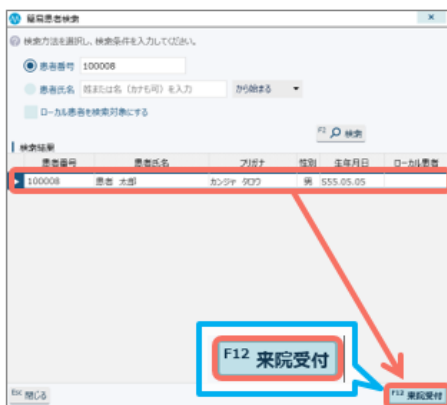 簡易患者検索
検索方法を選択し、検索条件を入力してください。
患者番号 100008
患者氏名 姓または名（カナも可）を入力 から始まる
ローカル患者を検索対象にする
F2 検索
検索結果
患者番号 患者氏名 フリガナ 性別 生年月日 ローカル患者
100008 患者 太郎 カンジャ タロウ 男 S55.05.05
F12 来院受付
Esc 閉じる F12 来院受付